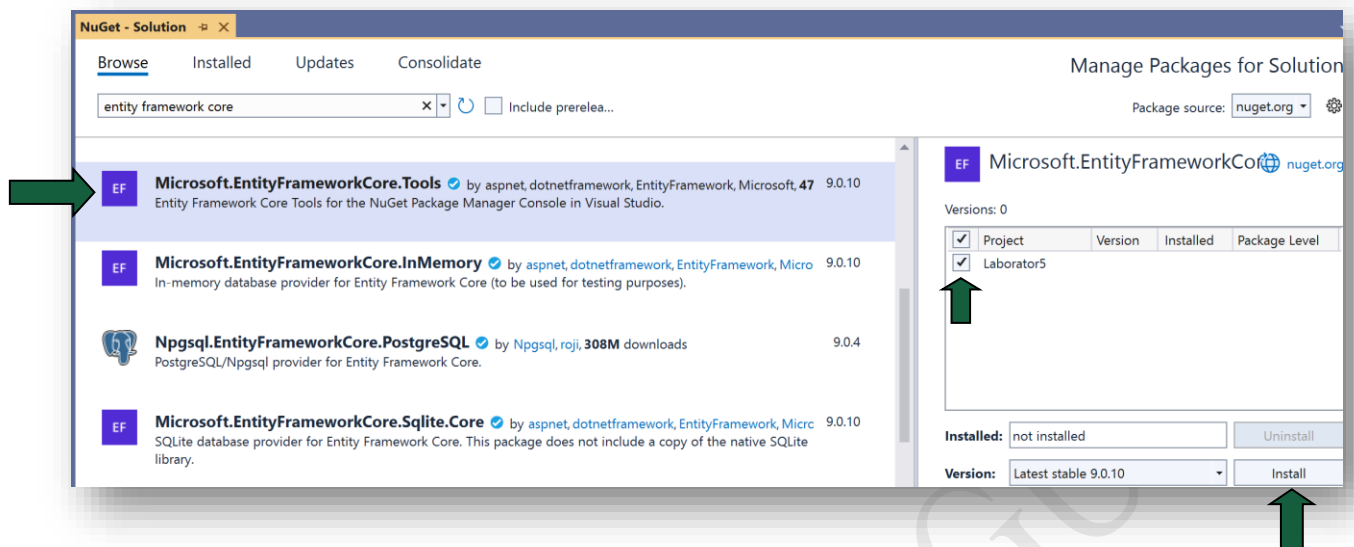 NuGet - Solution
Browse Installed Updates Consolidate
Manage Packages for Solution
entity framework core
Include prerelea...
Package source: nuget.org
EF
Microsoft.EntityFrameworkCore.Tools by aspnet, dotnetframework, EntityFramework, Microsoft, 47 9.0.10
Entity Framework Core Tools for the NuGet Package Manager Console in Visual Studio.
EF
Microsoft.EntityFrameworkCore.InMemory by aspnet, dotnetframework, EntityFramework, Micro 9.0.10
In-memory database provider for Entity Framework Core (to be used for testing purposes).
Npgsql.EntityFrameworkCore.PostgreSQL by Npgsql, roji, 308M downloads 9.0.4
PostgreSQL/Npgsql provider for Entity Framework Core.
EF
Microsoft.EntityFrameworkCore.Sqlite.Core by aspnet, dotnetframework, EntityFramework, Micrc 9.0.10
SQLite database provider for Entity Framework Core. This package does not include a copy of the native SQLite
library.
EF
Microsoft.EntityFrameworkCor nuget.org
Versions: 0
Project Version Installed Package Level
Laborator5
Installed: not installed Uninstall
Version: Latest stable 9.0.10 Install